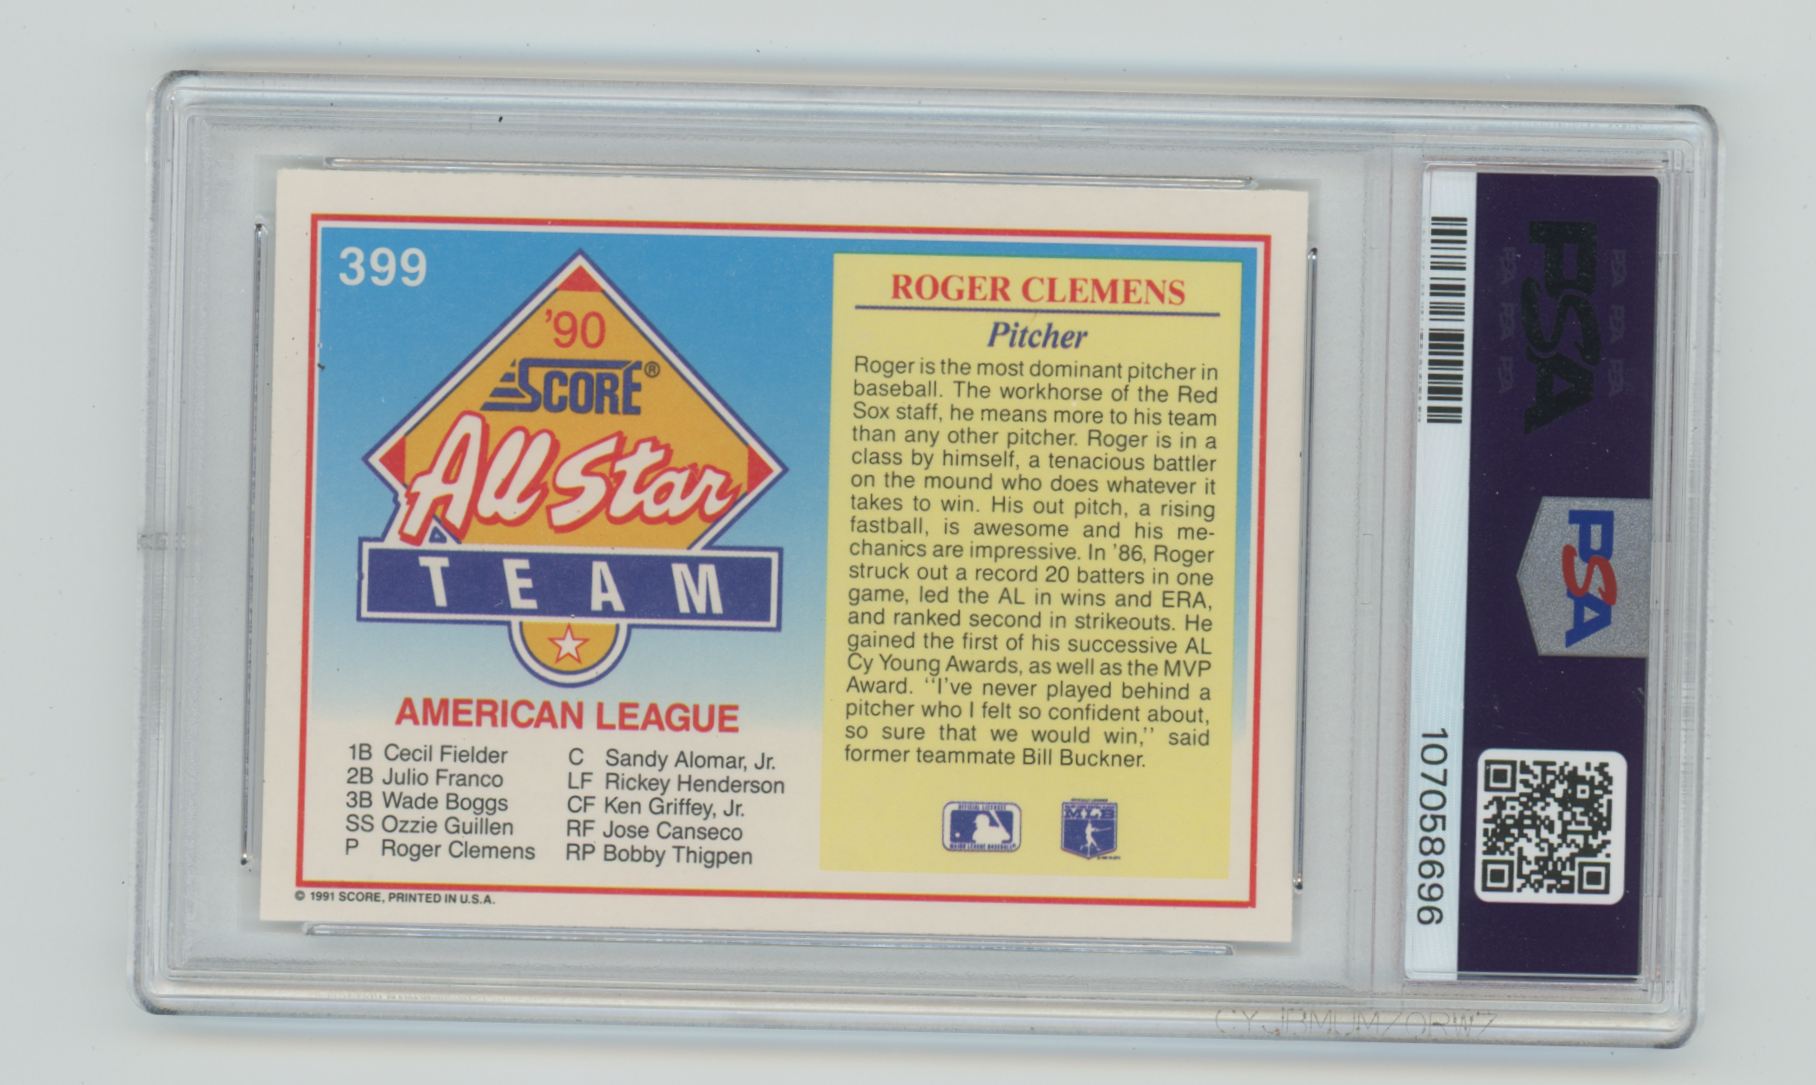 399
'90
SCORE®
All Star
TEAM
AMERICAN LEAGUE
1B Cecil Fielder
2B Julio Franco
3B Wade Boggs
SS Ozzie Guillen
P Roger Clemens
C Sandy Alomar, Jr.
LF Rickey Henderson
CF Ken Griffey, Jr.
RF Jose Canseco
RP Bobby Thigpen
© 1991 SCORE, PRINTED IN U.S.A.
ROGER CLEMENS
Pitcher
Roger is the most dominant pitcher in
baseball. The workhorse of the Red
Sox staff, he means more to his team
than any other pitcher. Roger is in a
class by himself, a tenacious battler
on the mound who does whatever it
takes to win. His out pitch, a rising
fastball, is awesome and his me-
chanics are impressive. In '86, Roger
struck out a record 20 batters in one
game, led the AL in wins and ERA,
and ranked second in strikeouts. He
gained the first of his successive AL
Cy Young Awards, as well as the MVP
Award. "I've never played behind a
pitcher who I felt so confident about,
so sure that we would win," said
former teammate Bill Buckner.
MLB
PSA
PSA PSA PSA
PSA PSA PSA
PSA
107058696